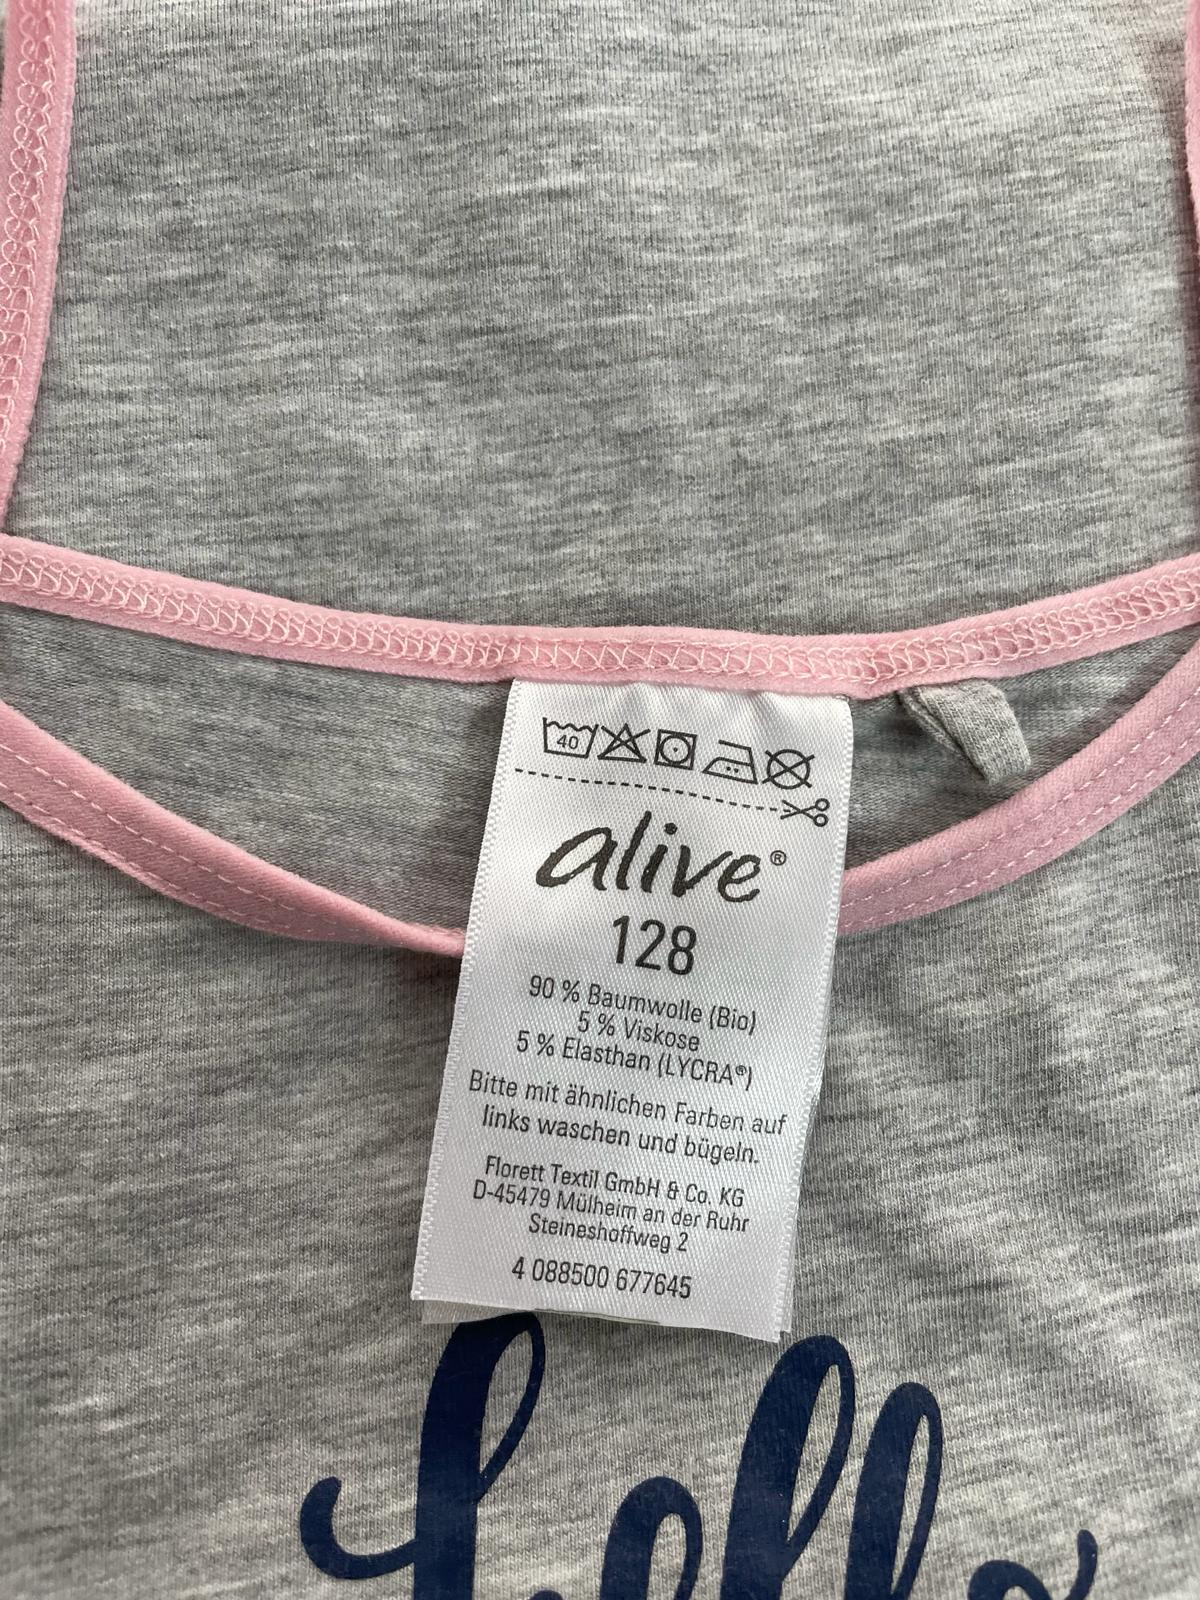 40
alive®
128
90 % Baumwolle (Bio)
5 % Viskose
5 % Elasthan (LYCRA®)
Bitte mit ähnlichen Farben auf
links waschen und bügeln.
Florett Textil GmbH & Co. KG
D-45479 Mülheim an der Ruhr
Steineshoffweg 2
4 088500 677645
hello